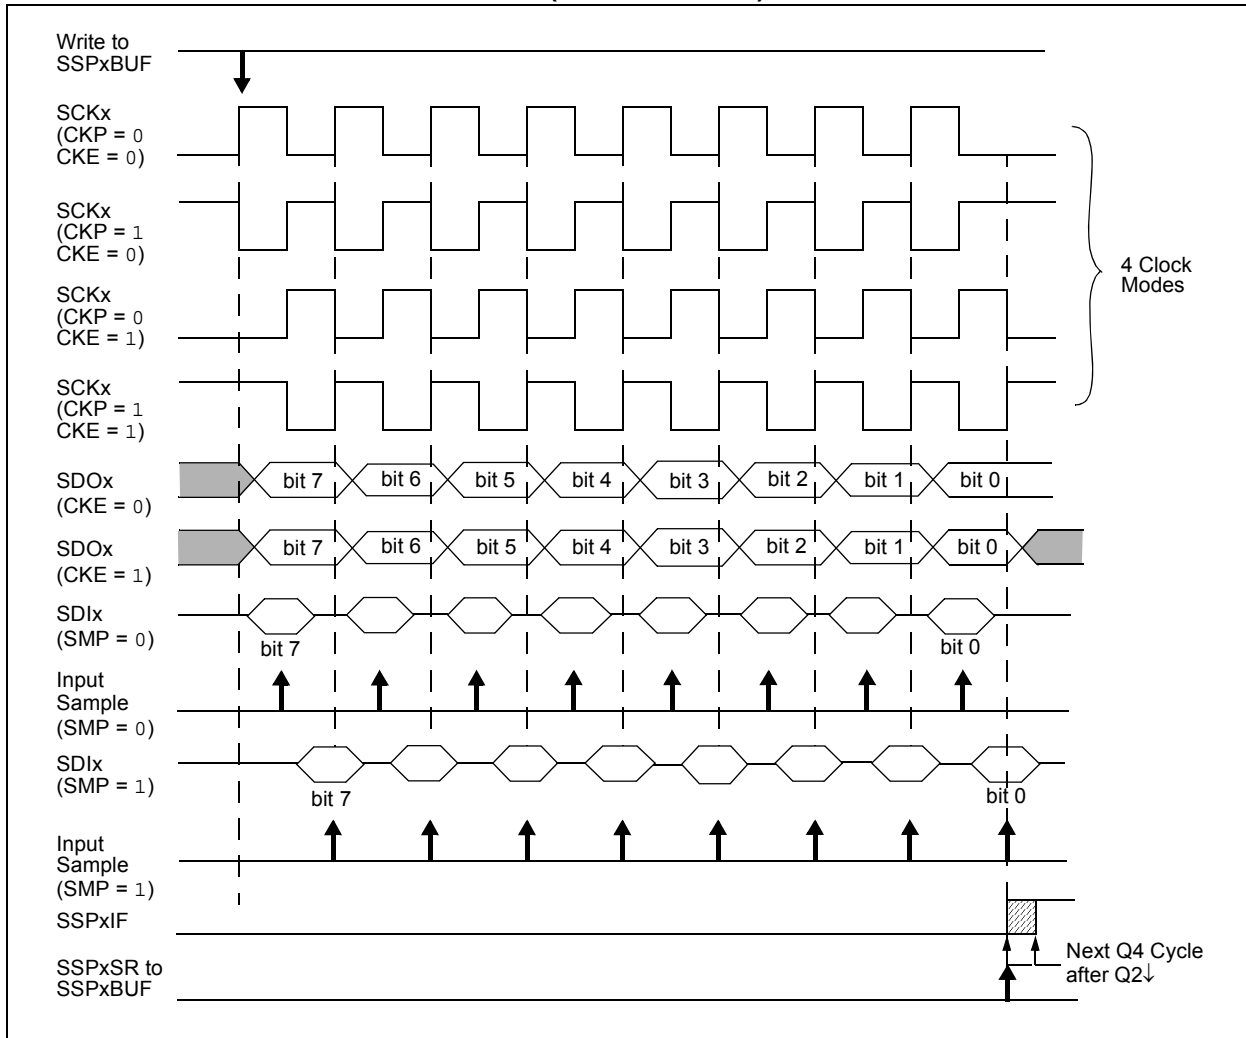 Write to
SSPxBUF
SCKx
(CKP = 0
CKE = 0)
SCKx
(CKP = 1
CKE = 0)
SCKx
(CKP = 0
CKE = 1)
SCKx
(CKP = 1
CKE = 1)
4 Clock
Modes
SDOx
(CKE = 0)
bit 7 bit 6 bit 5 bit 4 bit 3 bit 2 bit 1 bit 0
SDOx
(CKE = 1)
bit 7 bit 6 bit 5 bit 4 bit 3 bit 2 bit 1 bit 0
SDIx
(SMP = 0)
bit 7 bit 0
Input
Sample
(SMP = 0)
SDIx
(SMP = 1)
bit 7 bit 0
Input
Sample
(SMP = 1)
SSPxIF
SSPxSR to
SSPxBUF
Next Q4 Cycle
after Q2↓